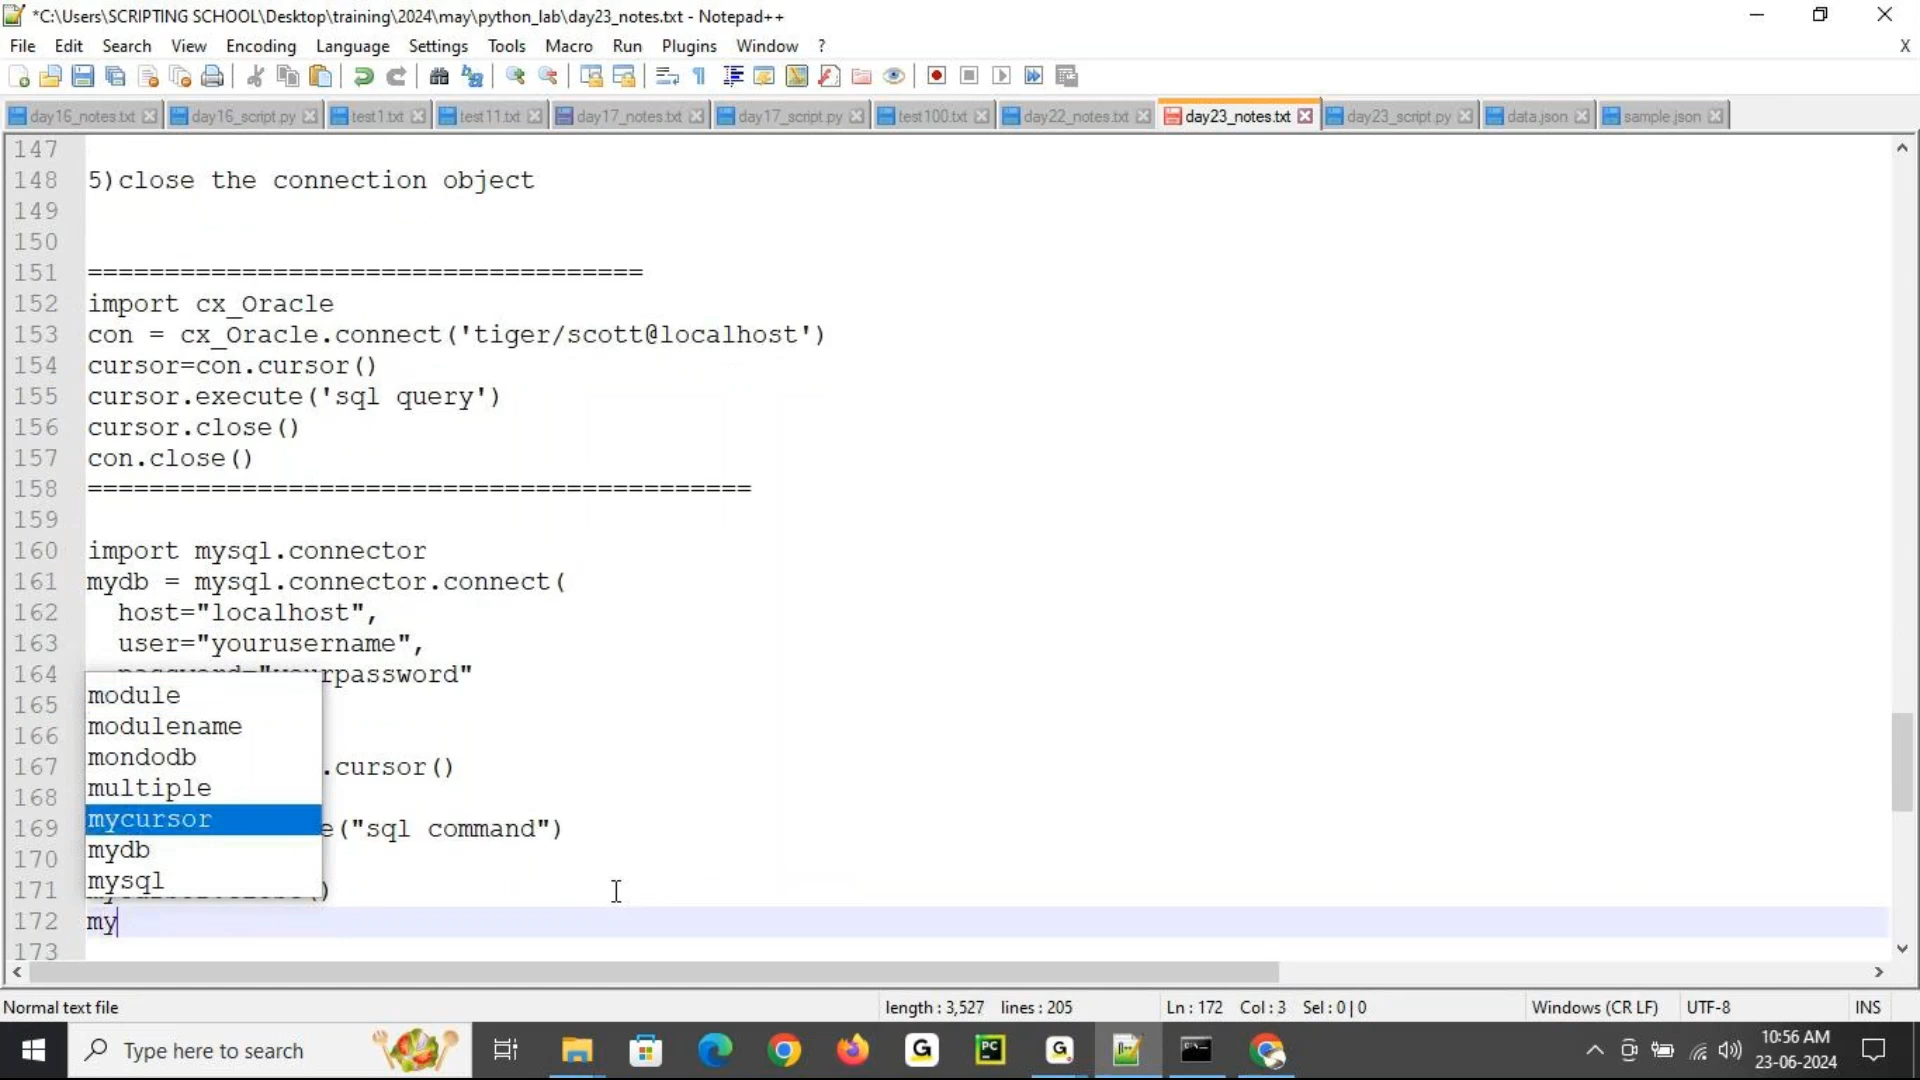 *C:\Users\SCRIPTING SCHOOL\Desktop\training\2024\may\python_lab\day23_notes.txt - Notepad++
File Edit Search View Encoding Language Settings Tools Macro Run Plugins Window ? X
day16_notes.txt day16_script.py test1.txt test11.txt day17_notes.txt day17_script.py test100.txt day22_notes.txt day23_notes.txt day23_script.py data.json sample.json
147
148 5)close the connection object
149
150
151 ====================================
152 import cx_Oracle
153 con = cx_Oracle.connect('tiger/scott@localhost')
154 cursor=con.cursor()
155 cursor.execute('sql query')
156 cursor.close()
157 con.close()
158 ===========================================
159
160 import mysql.connector
161 mydb = mysql.connector.connect(
162 host="localhost",
163 user="yourusername",
164 rpassword"
165 module
166 modulename
167 mondodb .cursor()
168 multiple
169 mycursor e("sql command")
170 mydb
171 mysql )
172 my
173
Normal text file length : 3,527 lines : 205 Ln : 172 Col : 3 Sel : 0 | 0 Windows (CR LF) UTF-8 INS
Type here to search 10:56 AM
23-06-2024